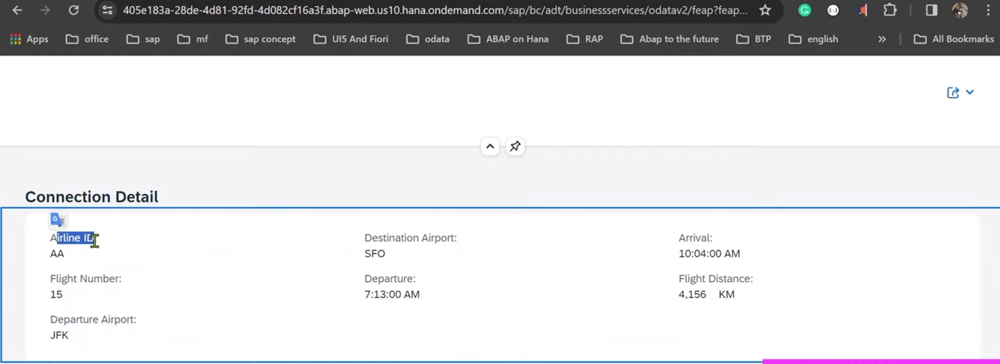 405e183a-28de-4d81-92fd-4d082cf16a3f.abap-web.us10.hana.ondemand.com/sap/bc/adt/businessservices/odatav2/feap?feap...
Apps office sap mf sap concept UI5 And Fiori odata ABAP on Hana RAP Abap to the future BTP english » All Bookmarks
Connection Detail
Airline ID
Destination Airport:
Arrival:
AA
SFO
10:04:00 AM
Flight Number:
Departure:
Flight Distance:
15
7:13:00 AM
4,156 KM
Departure Airport:
JFK